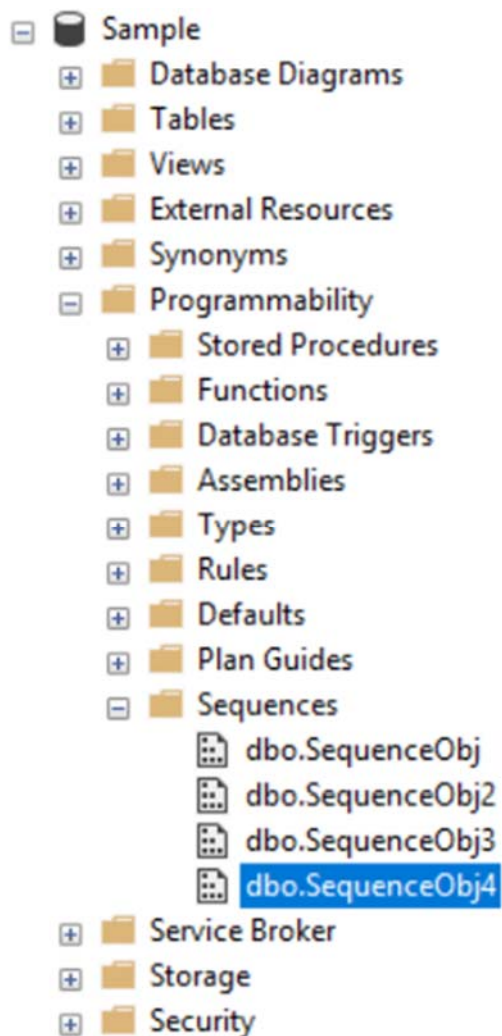 Sample
Database Diagrams
Tables
Views
External Resources
Synonyms
Programmability
Stored Procedures
Functions
Database Triggers
Assemblies
Types
Rules
Defaults
Plan Guides
Sequences
dbo.SequenceObj
dbo.SequenceObj2
dbo.SequenceObj3
dbo.SequenceObj4
Service Broker
Storage
Security